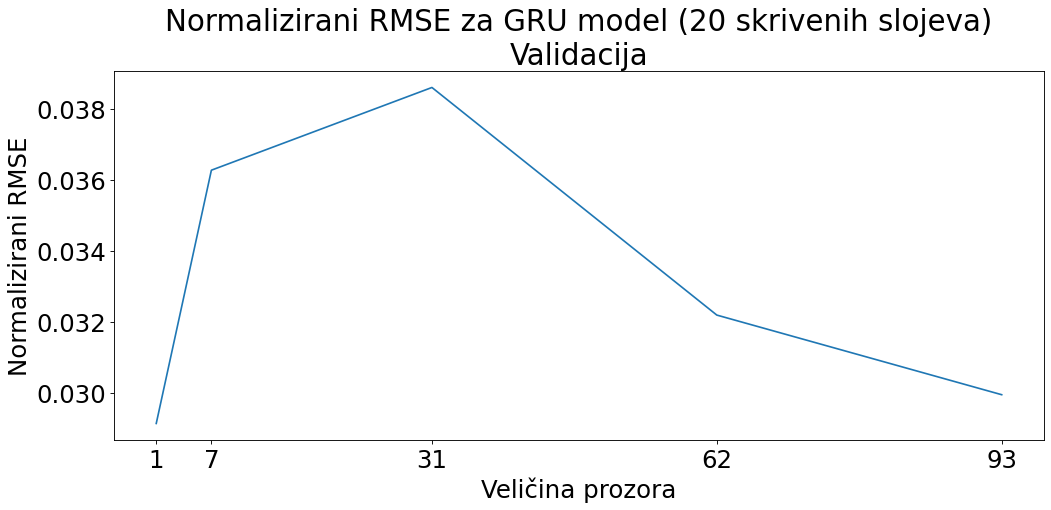 Normalizirani RMSE za GRU model (20 skrivenih slojeva)
Validacija
Normalizirani RMSE
0.038
0.036
0.034
0.032
0.030
1 7 31 62 93
Veličina prozora